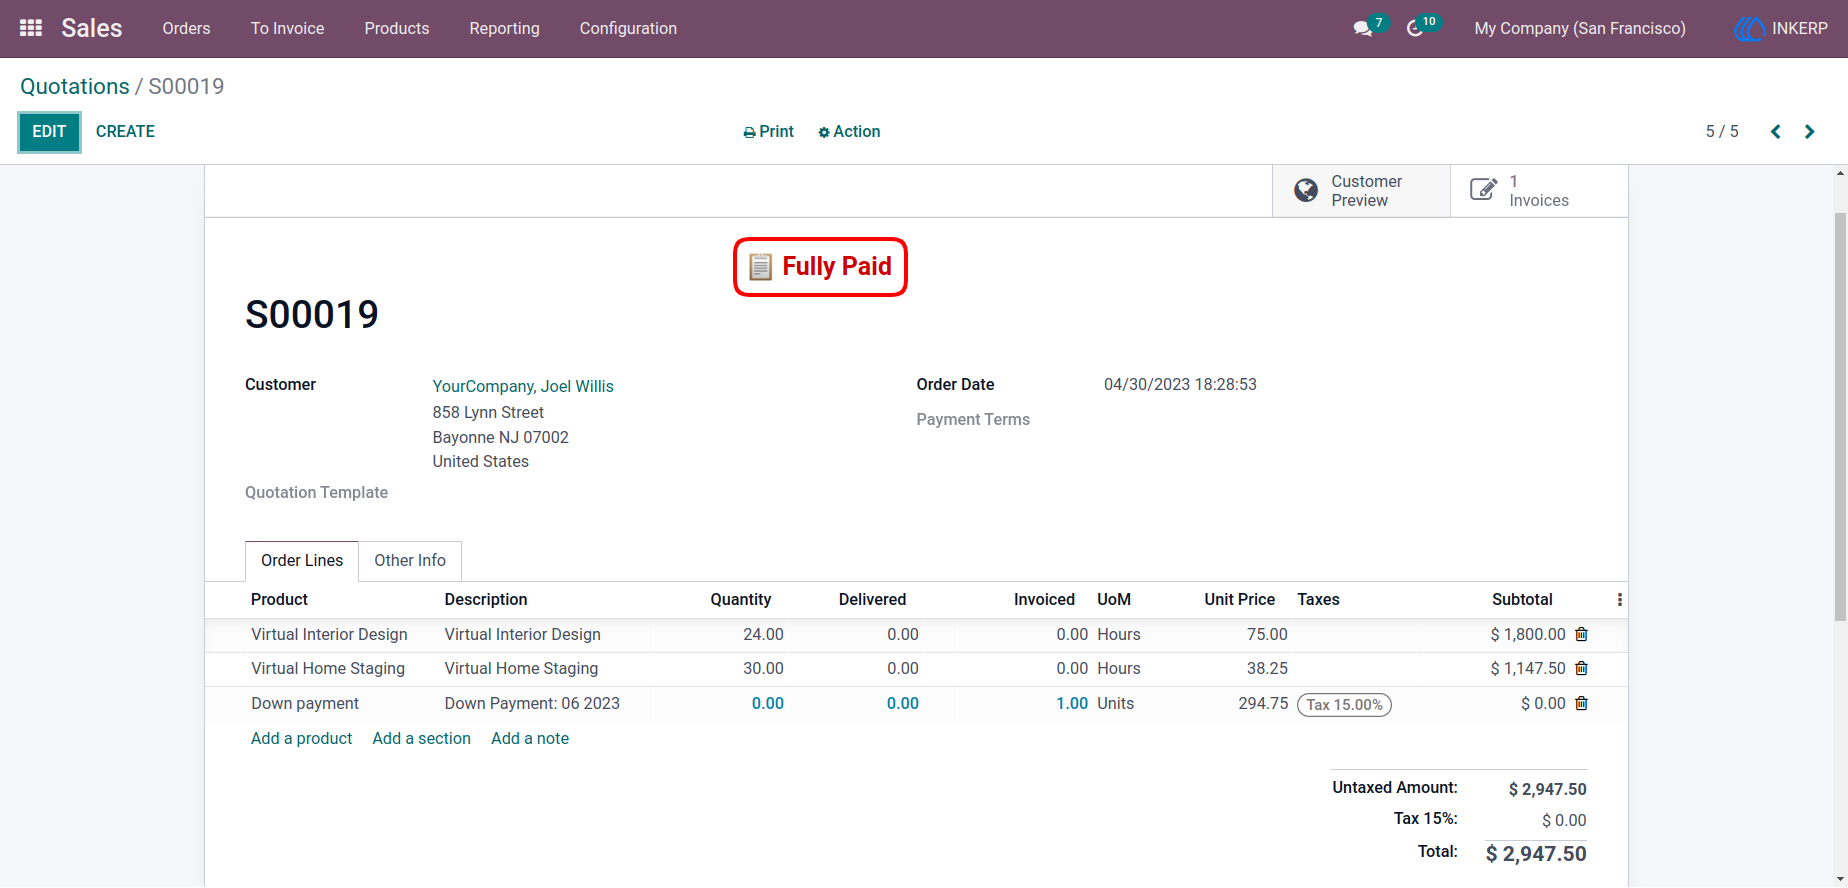 Sales Orders To Invoice Products Reporting Configuration 7 10 My Company (San Francisco) INKERP
Quotations / S00019
EDIT CREATE Print Action 5 / 5
Customer Preview 1 Invoices
Fully Paid
S00019
Customer YourCompany, Joel Willis Order Date 04/30/2023 18:28:53
858 Lynn Street Payment Terms
Bayonne NJ 07002
United States
Quotation Template
Order Lines Other Info
Product Description Quantity Delivered Invoiced UoM Unit Price Taxes Subtotal
Virtual Interior Design Virtual Interior Design 24.00 0.00 0.00 Hours 75.00 $ 1,800.00
Virtual Home Staging Virtual Home Staging 30.00 0.00 0.00 Hours 38.25 $ 1,147.50
Down payment Down Payment: 06 2023 0.00 0.00 1.00 Units 294.75 Tax 15.00% $ 0.00
Add a product Add a section Add a note
Untaxed Amount: $ 2,947.50
Tax 15%: $ 0.00
Total: $ 2,947.50